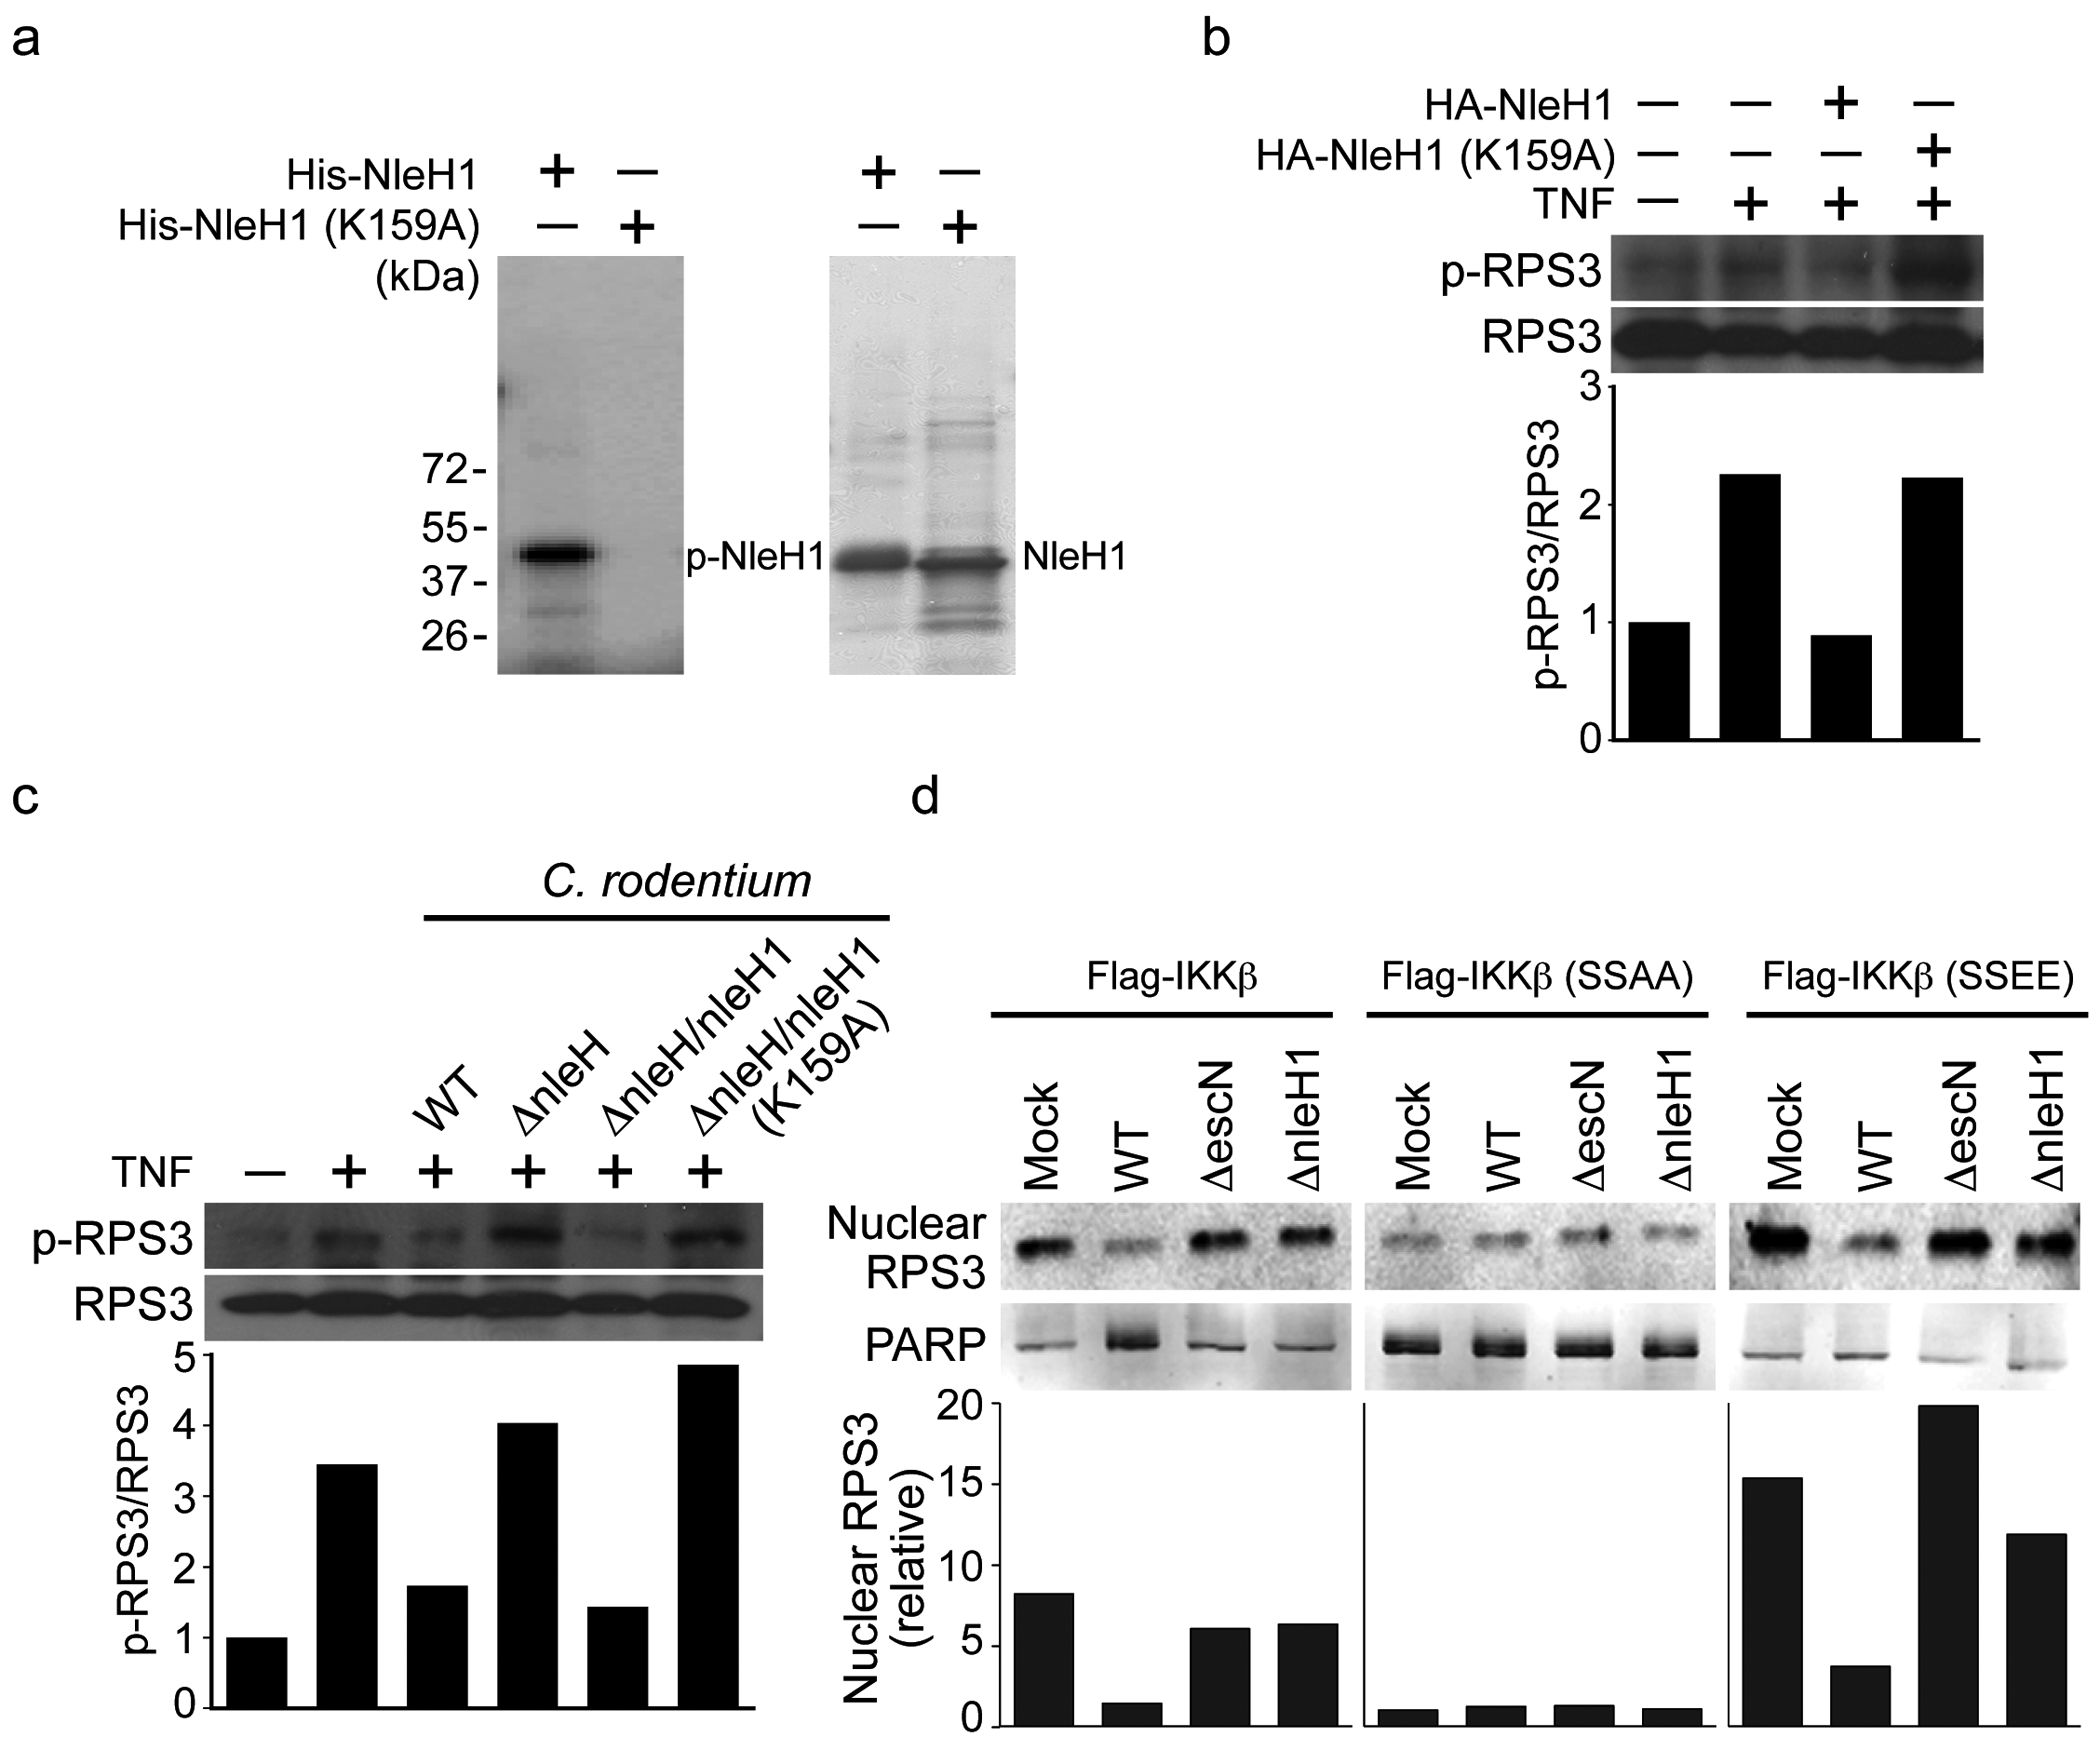 a
His-NleH1 + — + —
His-NleH1 (K159A) — + — +
(kDa)
72-
55-
37-
26-
p-NleH1
NleH1
b
HA-NleH1 — — + —
HA-NleH1 (K159A) — — — +
TNF — + + +
p-RPS3
RPS3
p-RPS3/RPS3
3
2
1
0
c
C. rodentium
WT
ΔnleH
ΔnleH/nleH1
ΔnleH/nleH1
(K159A)
TNF — + + + + +
p-RPS3
RPS3
p-RPS3/RPS3
5
4
3
2
1
0
d
Flag-IKKβ
Flag-IKKβ (SSAA)
Flag-IKKβ (SSEE)
Mock
WT
ΔescN
ΔnleH1
Mock
WT
ΔescN
ΔnleH1
Mock
WT
ΔescN
ΔnleH1
Nuclear
RPS3
PARP
Nuclear RPS3
(relative)
20
15
10
5
0